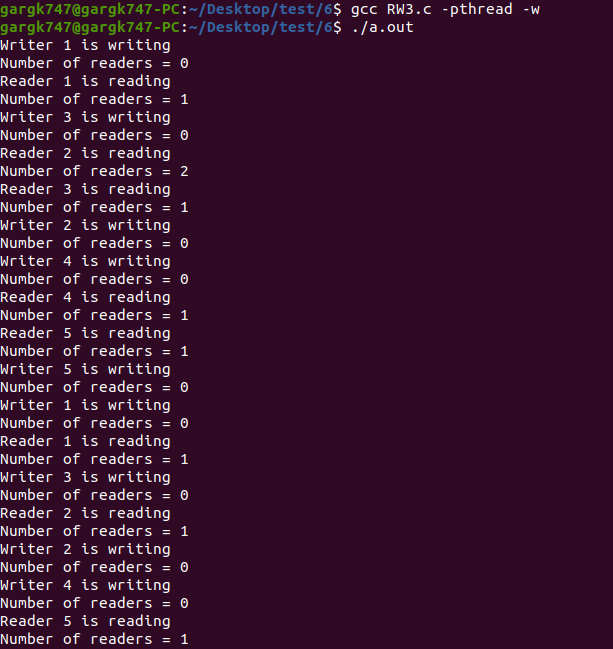 gargk747@gargk747-PC:~/Desktop/test/6$ gcc RW3.c -pthread -w
gargk747@gargk747-PC:~/Desktop/test/6$ ./a.out
Writer 1 is writing
Number of readers = 0
Reader 1 is reading
Number of readers = 1
Writer 3 is writing
Number of readers = 0
Reader 2 is reading
Number of readers = 2
Reader 3 is reading
Number of readers = 1
Writer 2 is writing
Number of readers = 0
Writer 4 is writing
Number of readers = 0
Reader 4 is reading
Number of readers = 1
Reader 5 is reading
Number of readers = 1
Writer 5 is writing
Number of readers = 0
Writer 1 is writing
Number of readers = 0
Reader 1 is reading
Number of readers = 1
Writer 3 is writing
Number of readers = 0
Reader 2 is reading
Number of readers = 1
Writer 2 is writing
Number of readers = 0
Writer 4 is writing
Number of readers = 0
Reader 5 is reading
Number of readers = 1